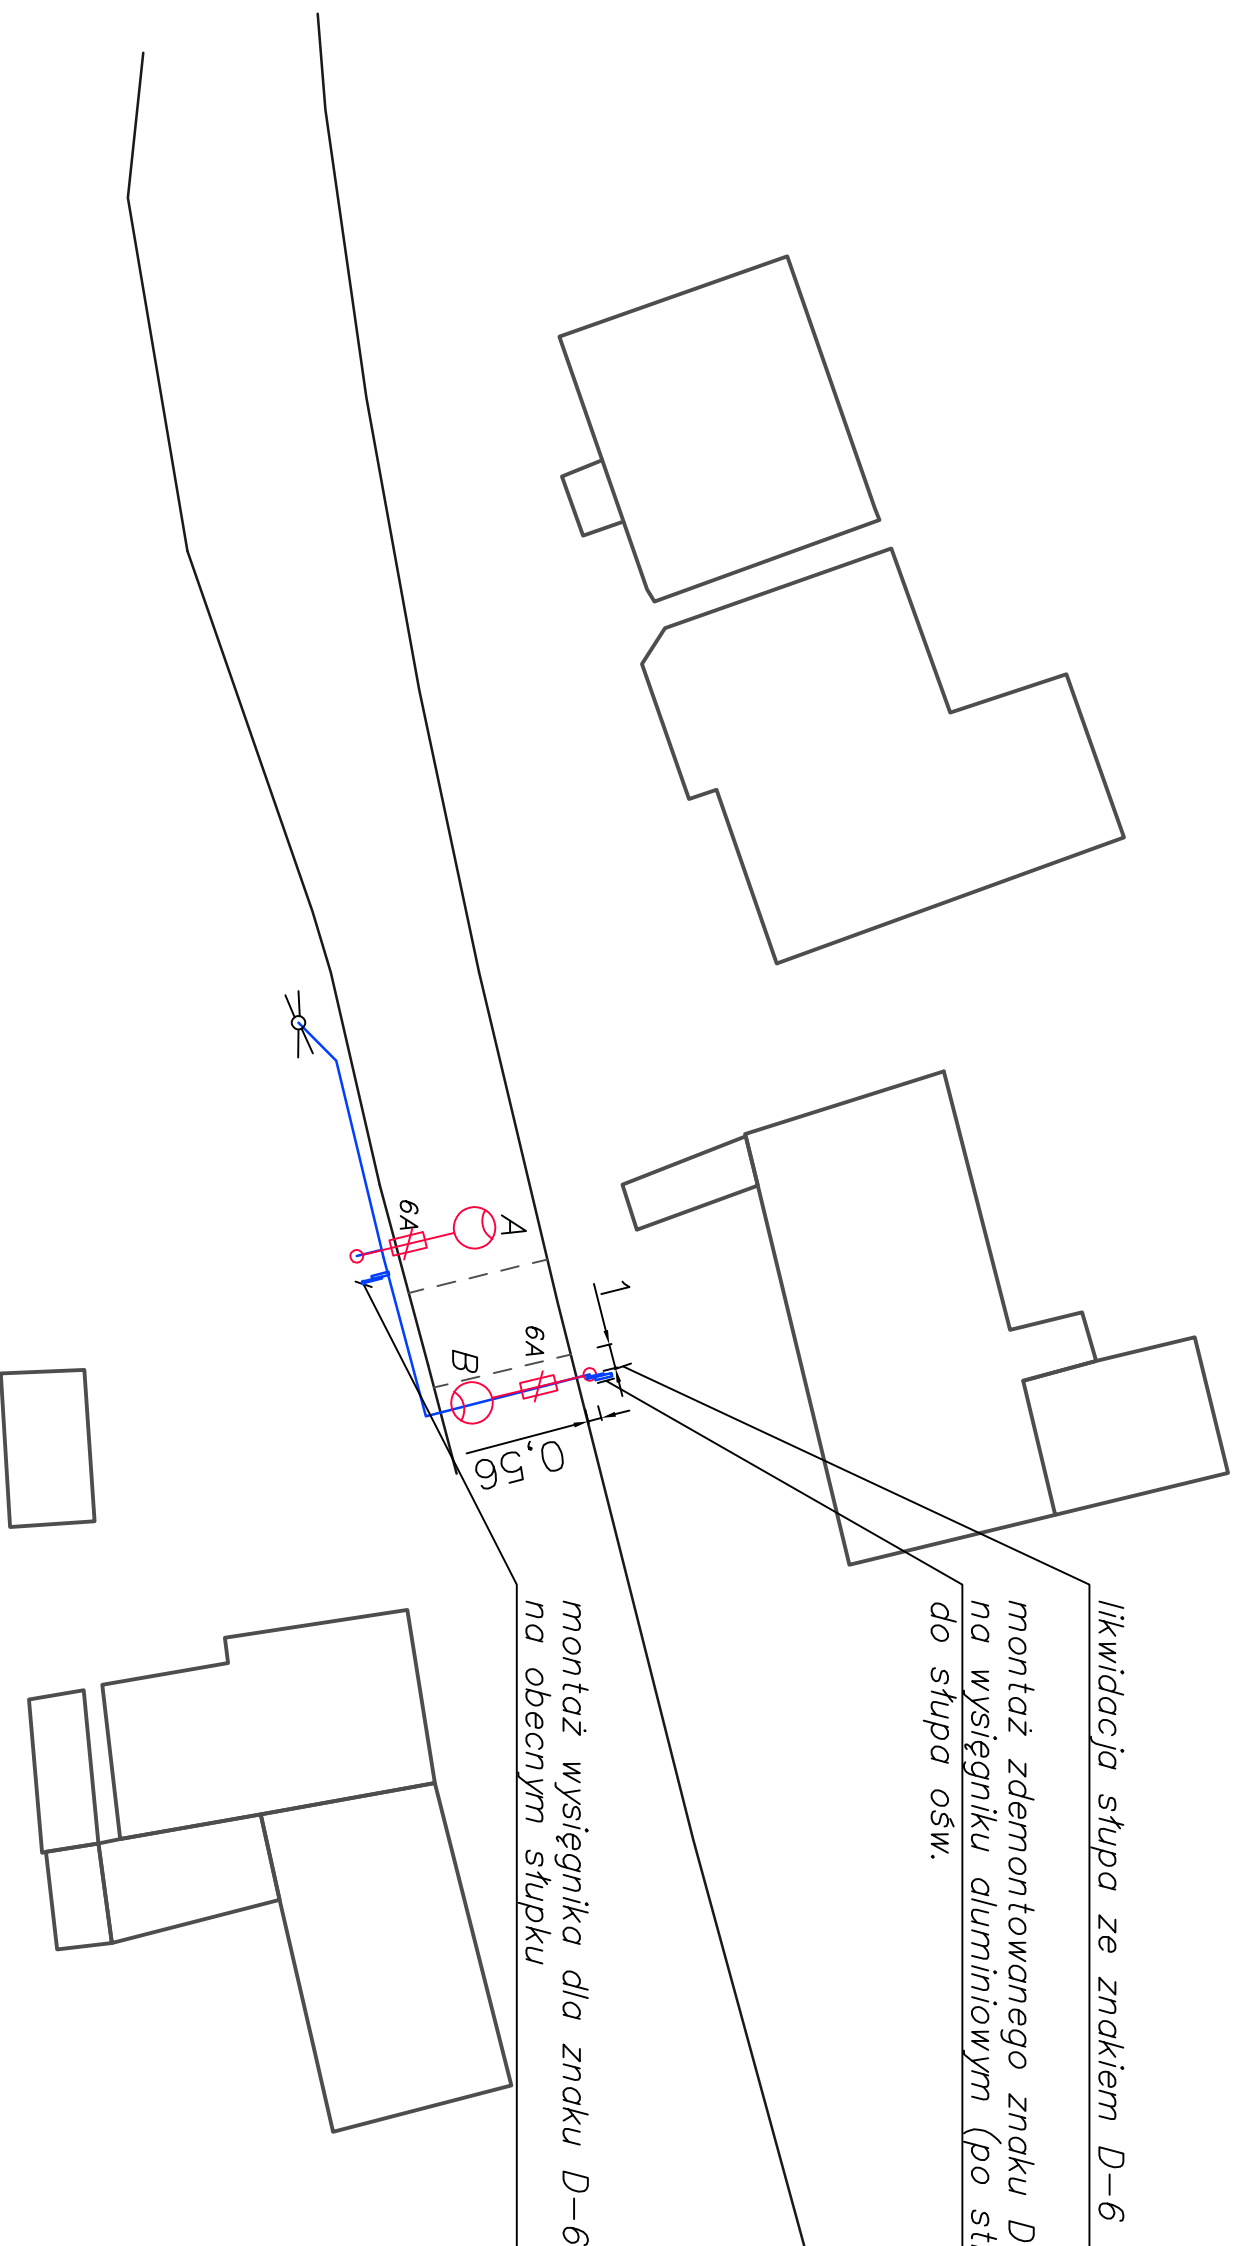 likwidacja słupa ze znakiem D-6
montaż zdemontowanego znaku D
na wysięgniku aluminiowym (po st
do słupa ośw.
montaż wysięgnika dla znaku D-6
na obecnym słupku
A
6A
1
6A
B
0,56